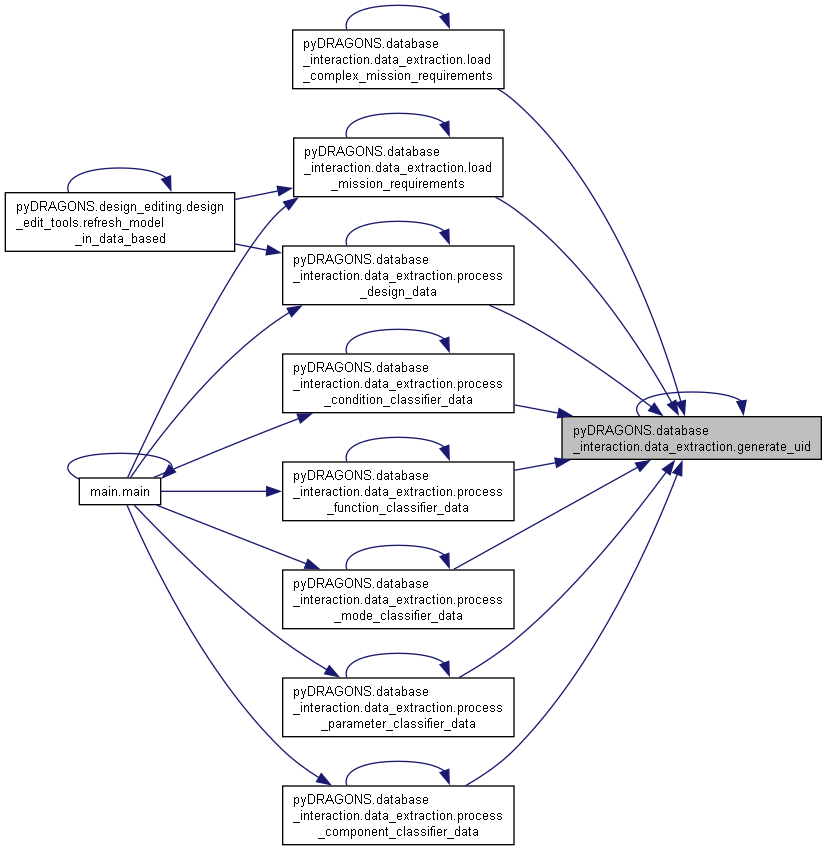 pyDRAGONS.database
_interaction.data_extraction.load
_complex_mission_requirements
pyDRAGONS.database
_interaction.data_extraction.load
_mission_requirements
pyDRAGONS.design_editing.design
_edit_tools.refresh_model
_in_data_based
pyDRAGONS.database
_interaction.data_extraction.process
_design_data
pyDRAGONS.database
_interaction.data_extraction.process
_condition_classifier_data
pyDRAGONS.database
_interaction.data_extraction.generate_uid
main.main
pyDRAGONS.database
_interaction.data_extraction.process
_function_classifier_data
pyDRAGONS.database
_interaction.data_extraction.process
_mode_classifier_data
pyDRAGONS.database
_interaction.data_extraction.process
_parameter_classifier_data
pyDRAGONS.database
_interaction.data_extraction.process
_component_classifier_data